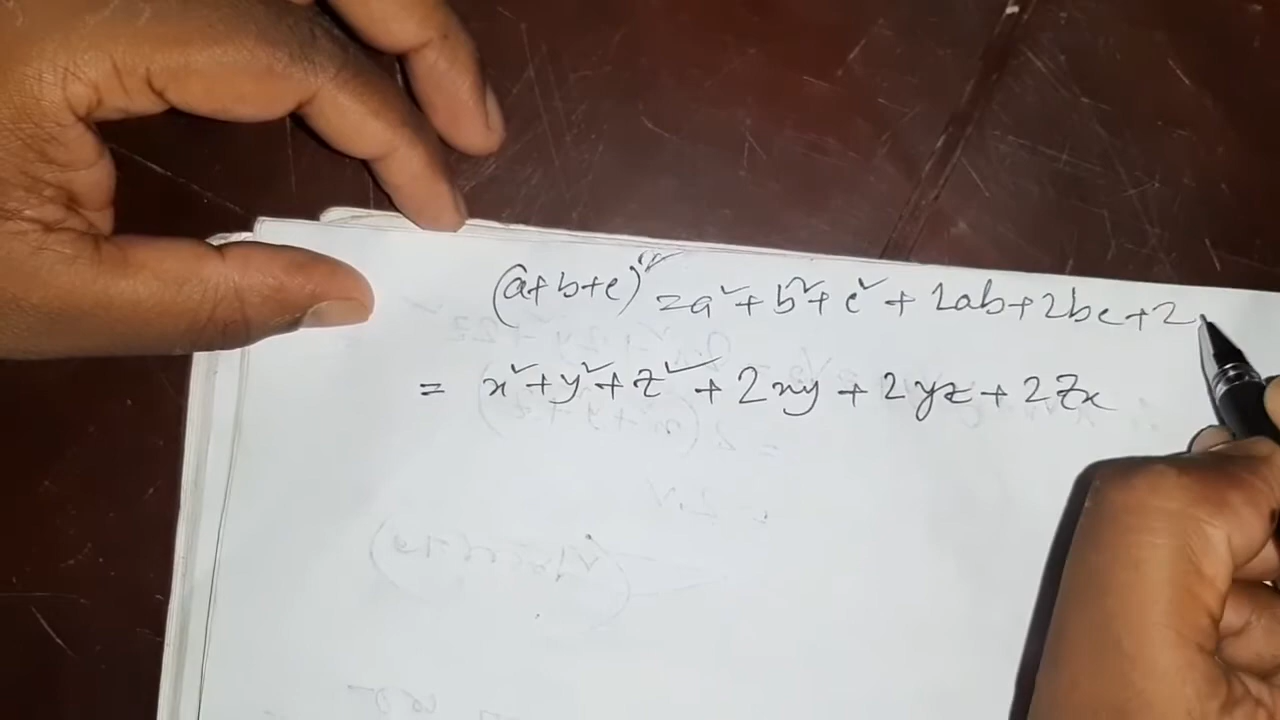 (a+b+c)² = a² + b² + c² + 2ab + 2bc + 2
= x² + y² + z² + 2xy + 2yz + 2zx